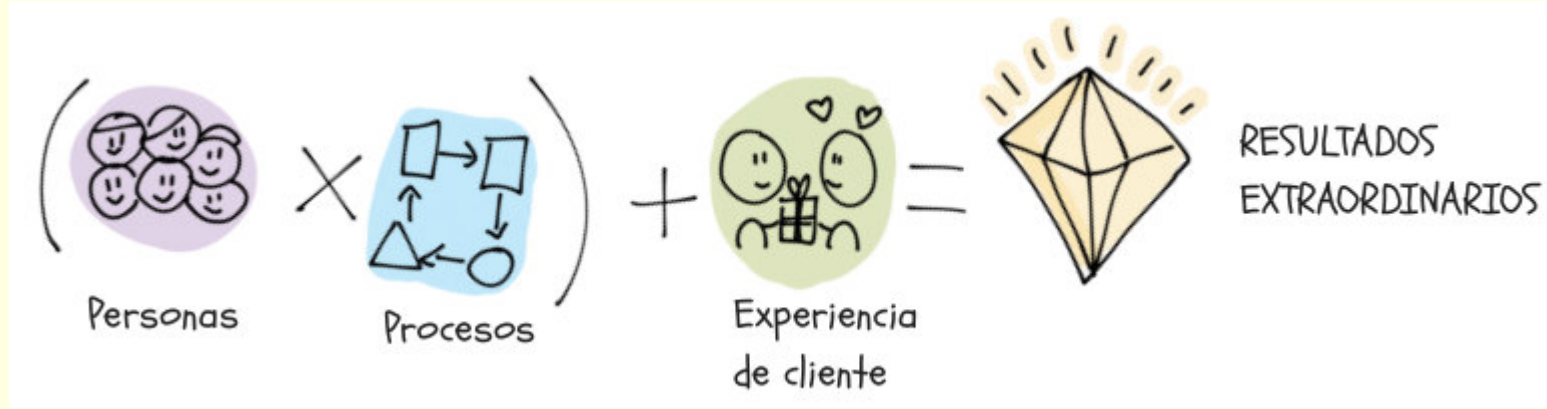 Personas
Procesos
Experiencia
de cliente
RESULTADOS
EXTRAORDINARIOS